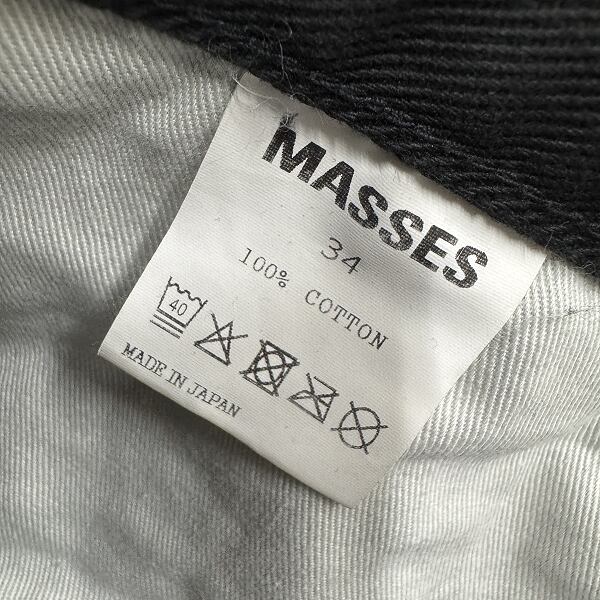 MASSES
34
100% COTTON
40
MADE IN JAPAN